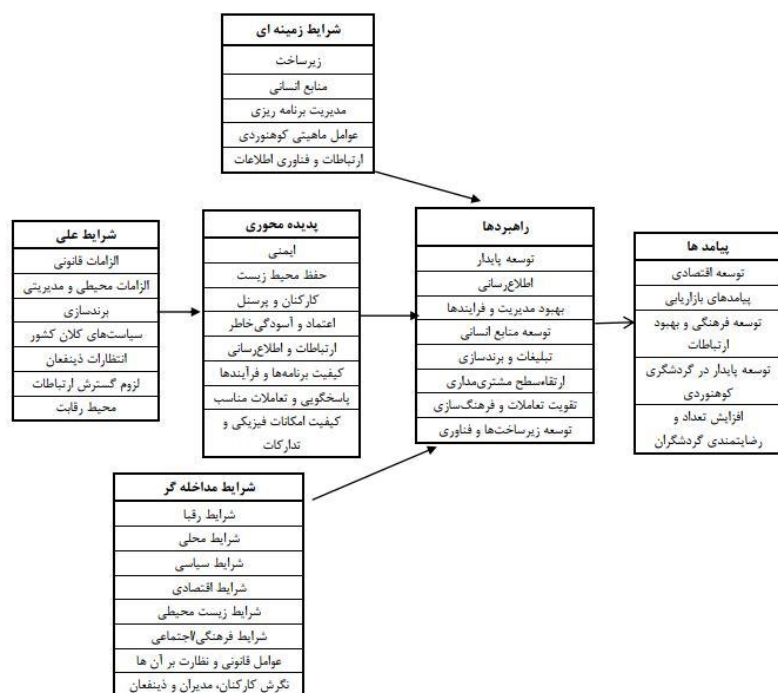 شرایط زمینه ای
زیرساخت
منابع انسانی
مدیریت برنامه ریزی
عوامل ماهیتی کوهنوردی
ارتباطات و فناوری اطلاعات
شرایط علی
الزامات قانونی
الزامات محیطی و مدیریتی
برندسازی
سیاست‌های کلان کشور
انتظارات ذینفعان
لزوم گسترش ارتباطات
محیط رقابت
پدیده محوری
ایمنی
حفظ محیط زیست
کارکنان و پرسنل
اعتماد و آسودگی‌خاطر
ارتباطات و اطلاع‌رسانی
کیفیت برنامه‌ها و فرآیندها
پاسخگویی و تعاملات مناسب
کیفیت امکانات فیزیکی و
تدارکات
راهبردها
توسعه پایدار
اطلاع‌رسانی
بهبود مدیریت و فرآیندها
توسعه منابع انسانی
تبلیغات و برندسازی
ارتقاءسطح مشتری‌مداری
تقویت تعاملات و فرهنگ‌سازی
توسعه زیرساخت‌ها و فناوری
پیامد ها
توسعه اقتصادی
پیامدهای بازاریابی
توسعه فرهنگی و بهبود
ارتباطات
توسعه پایدار در گردشگری
کوهنوردی
افزایش تعداد و
رضایتمندی گردشگران
شرایط مداخله گر
شرایط رقبا
شرایط محلی
شرایط سیاسی
شرایط اقتصادی
شرایط زیست محیطی
شرایط فرهنگی/اجتماعی
عوامل قانونی و نظارت بر آن ها
نگرش کارکنان، مدیران و ذینفعان